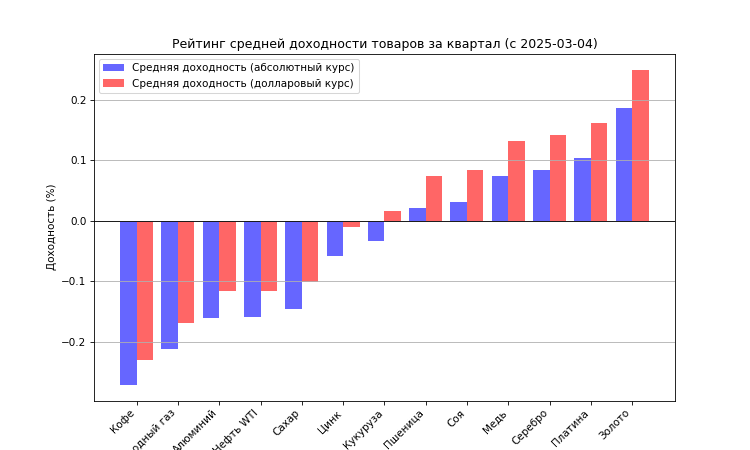 Рейтинг средней доходности товаров за квартал (с 2025-03-04)
Средняя доходность (абсолютный курс)
Средняя доходность (долларовый курс)
Доходность (%)
0.2
0.1
0.0
−0.1
−0.2
Кофе
одный газ
Алюминий
Нефть WTI
Сахар
Цинк
Кукуруза
Пшеница
Соя
Медь
Серебро
Платина
Золото